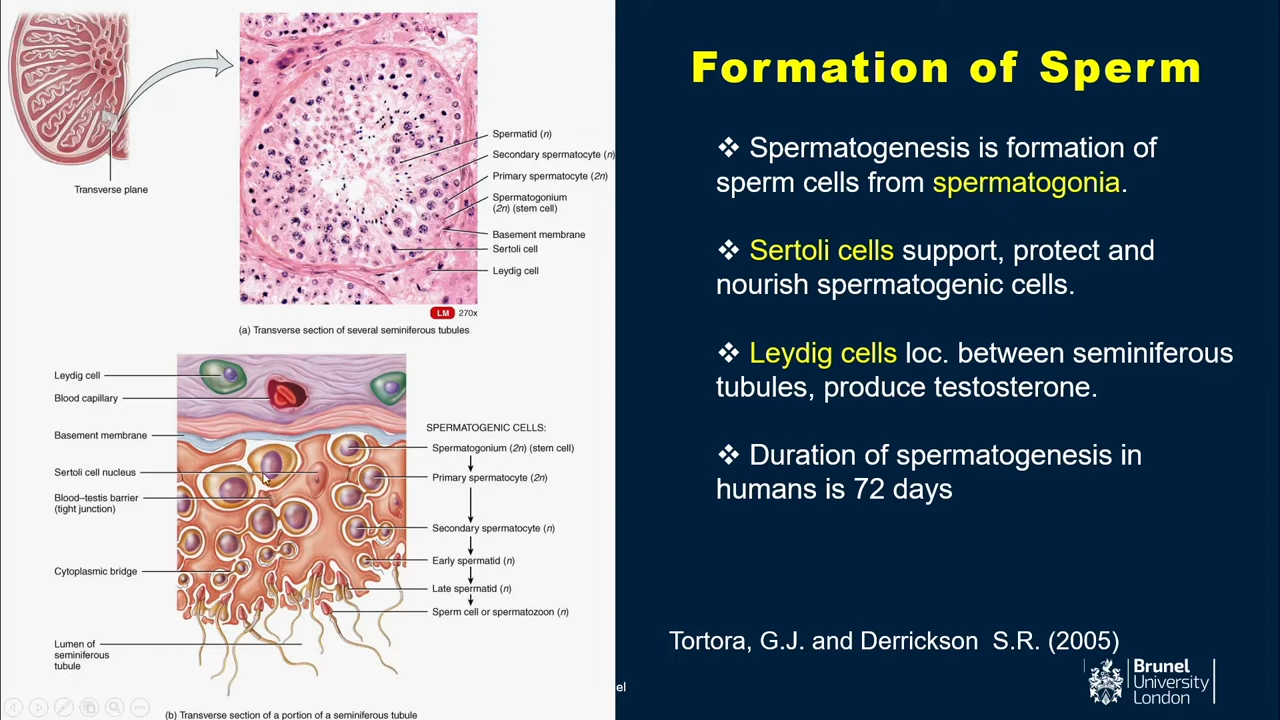 Transverse plane
Spermatid (n)
Secondary spermatocyte (n)
Primary spermatocyte (2n)
Spermatogonium
(2n) (stem cell)
Basement membrane
Sertoli cell
Leydig cell
LM 270x
(a) Transverse section of several seminiferous tubules
Leydig cell
Blood capillary
Basement membrane
Sertoli cell nucleus
Blood–testis barrier
(tight junction)
Cytoplasmic bridge
Lumen of
seminiferous
tubule
SPERMATOGENIC CELLS:
Spermatogonium (2n) (stem cell)
Primary spermatocyte (2n)
Secondary spermatocyte (n)
Early spermatid (n)
Late spermatid (n)
Sperm cell or spermatozoon (n)
(b) Transverse section of a portion of a seminiferous tubule
Formation of Sperm
❖ Spermatogenesis is formation of
sperm cells from spermatogonia.
❖ Sertoli cells support, protect and
nourish spermatogenic cells.
❖ Leydig cells loc. between seminiferous
tubules, produce testosterone.
❖ Duration of spermatogenesis in
humans is 72 days
Tortora, G.J. and Derrickson S.R. (2005)
el
Brunel
University
London